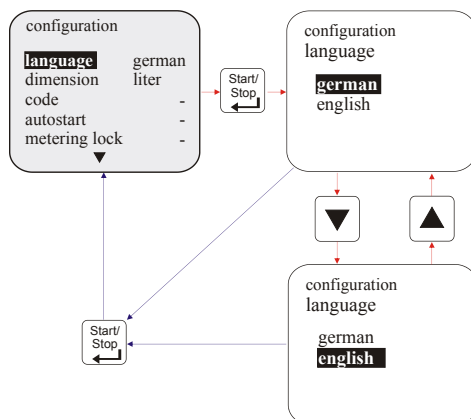 configuration
language german
dimension liter
code -
autostart -
metering lock -
Start/
Stop
configuration
language
german
english
configuration
language
german
english
Start/
Stop